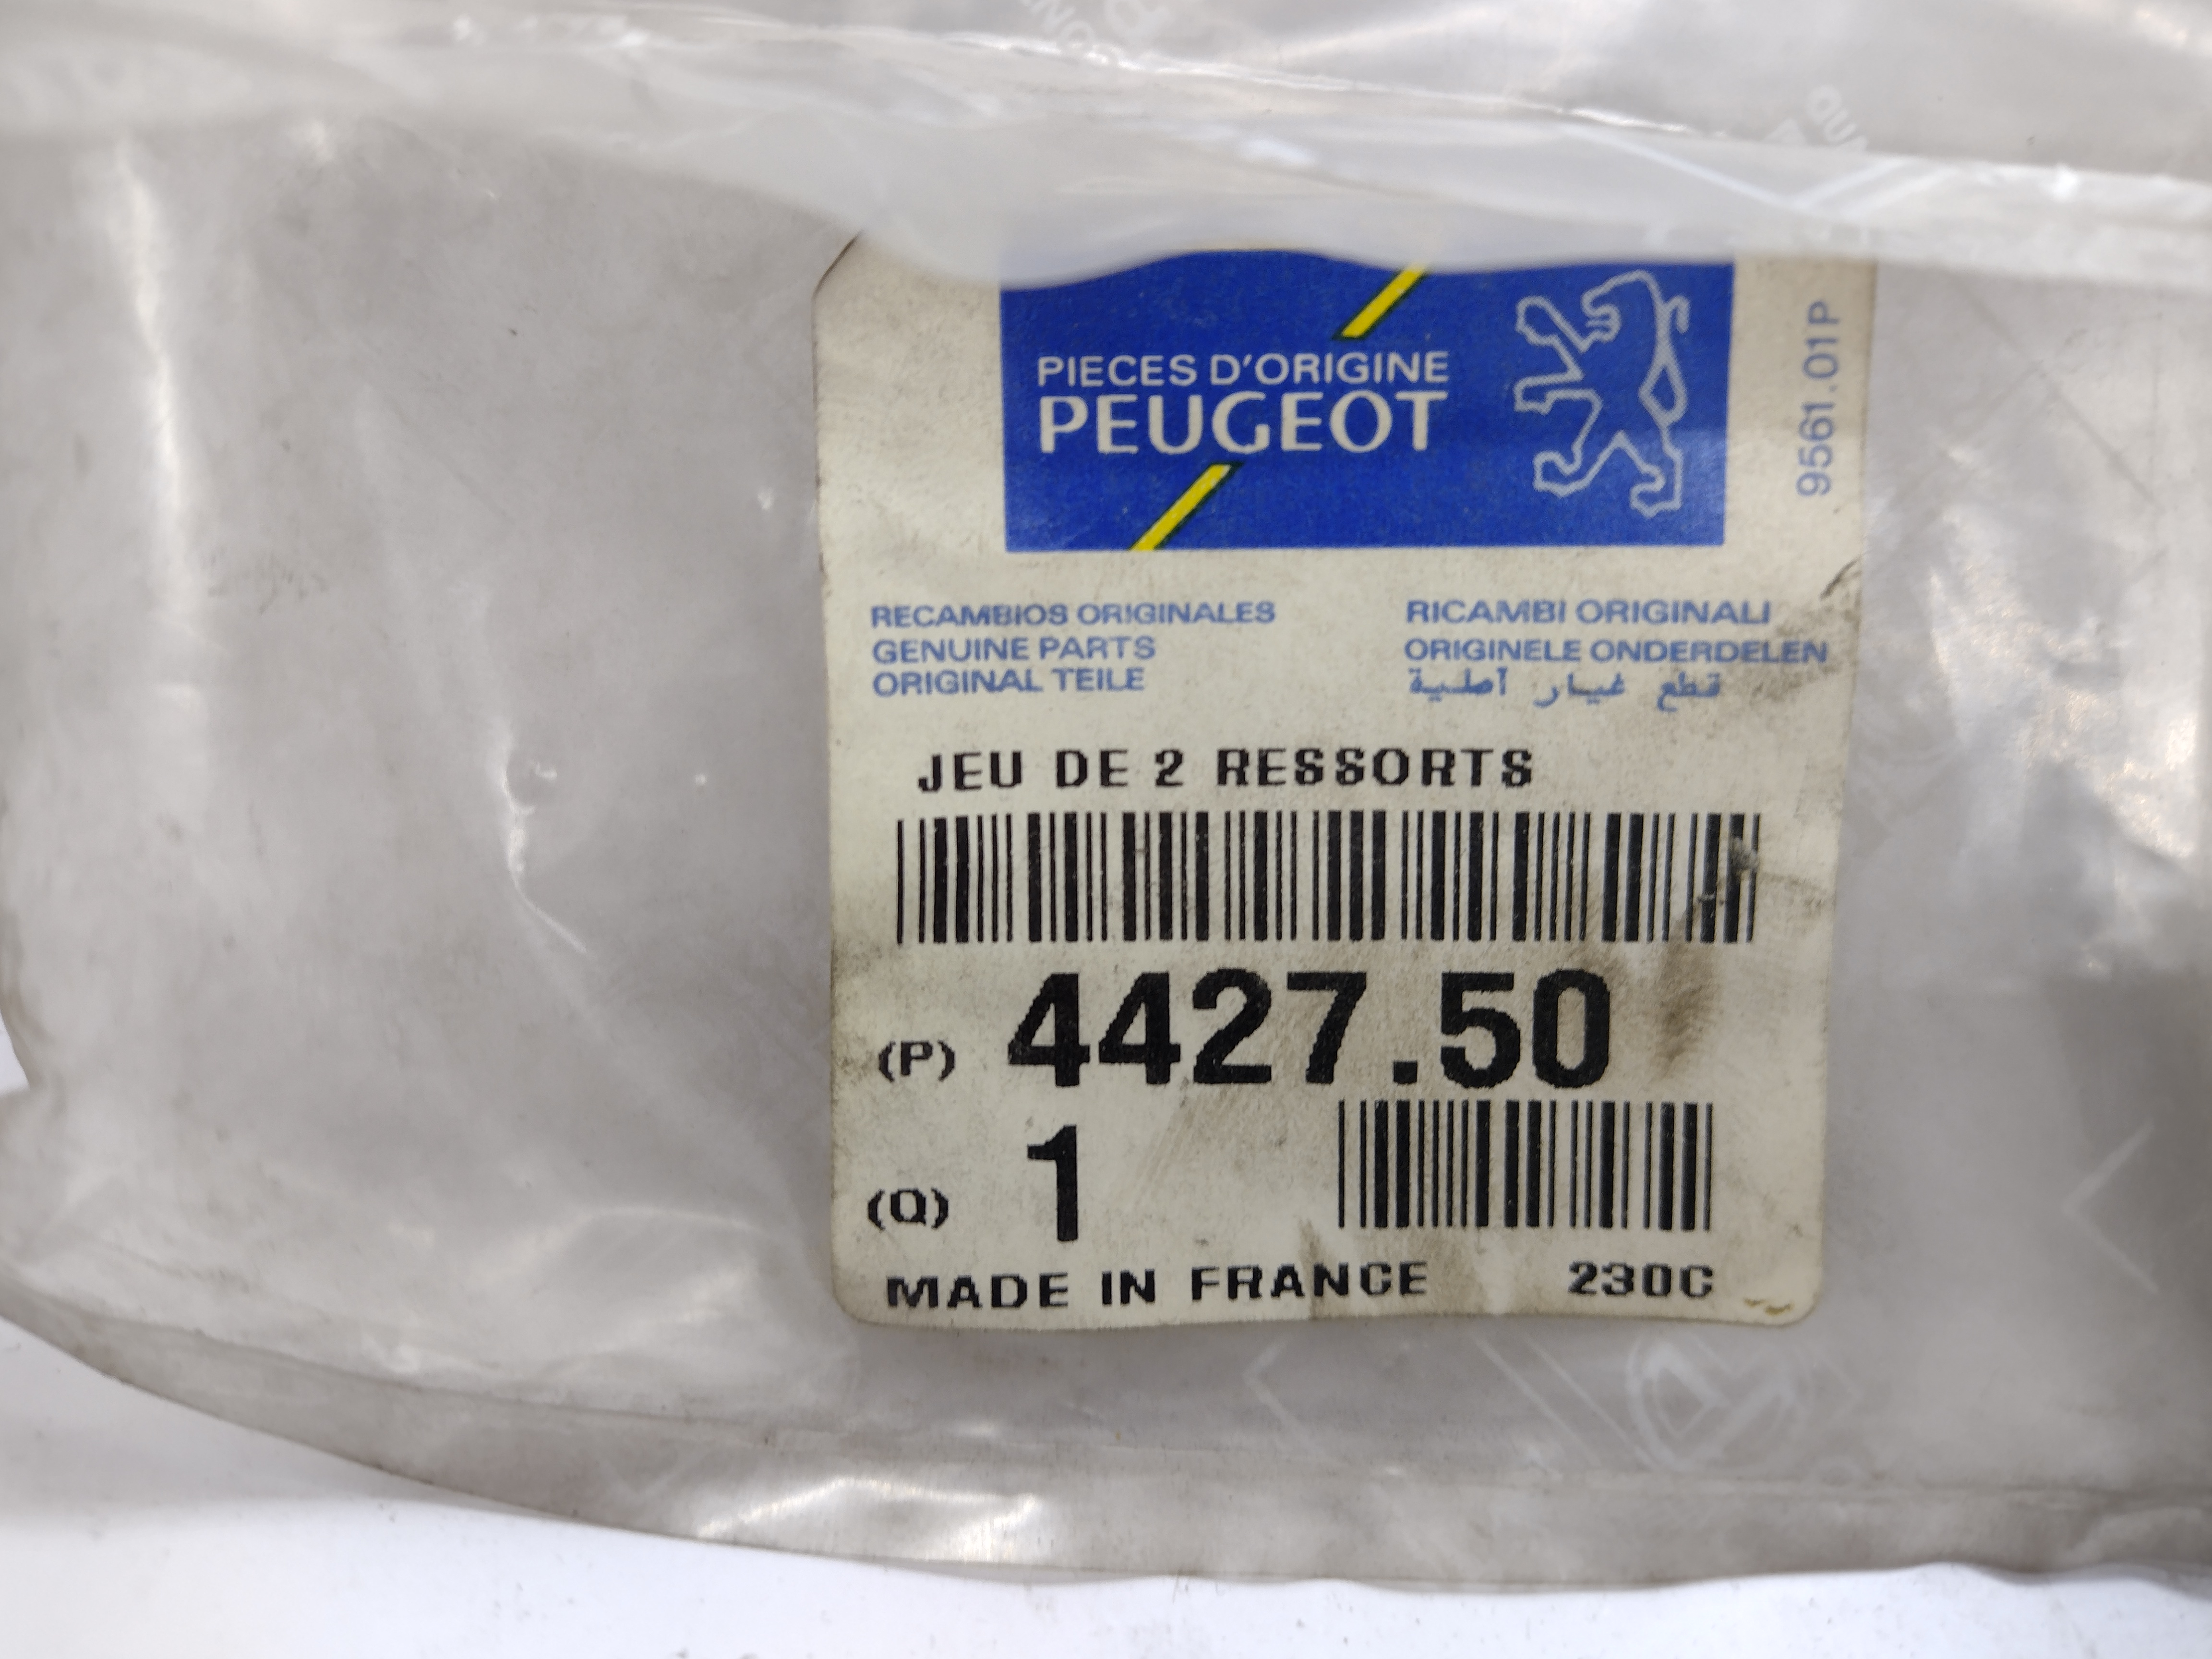 PIECES D'ORIGINE
PEUGEOT
9561.01P
RECAMBIOS ORIGINALES
GENUINE PARTS
ORIGINAL TEILE
RICAMBI ORIGINALI
ORIGINELE ONDERDELEN
قطع غيار آصلية
JEU DE 2 RESSORTS
(P) 4427.50
(Q) 1
MADE IN FRANCE 230C